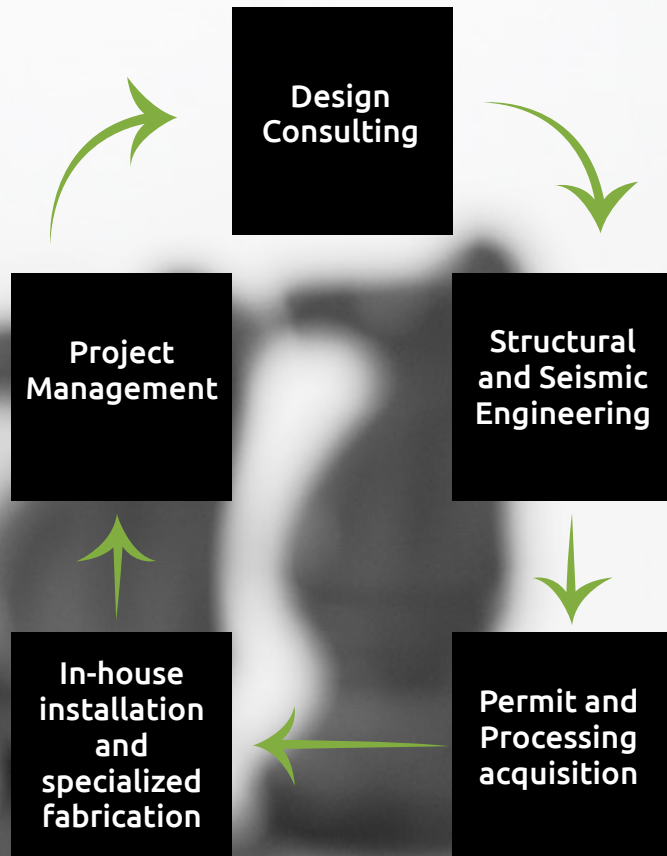 Design
Consulting
Structural
and Seismic
Engineering
Permit and
Processing
acquisition
In-house
installation
and
specialized
fabrication
Project
Management